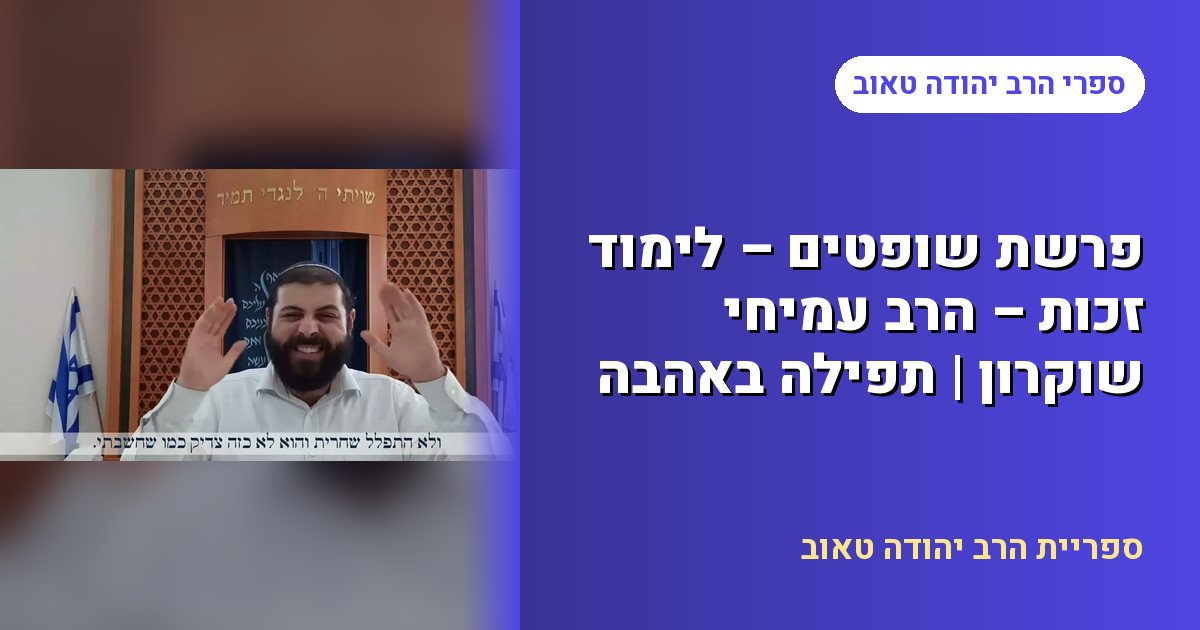 ספרי הרב יהודה טאוב
פרשת שופטים – לימוד
זכות – הרב עמיחי
שוקרון | תפילה באהבה
ספריית הרב יהודה טאוב
שויתי ה' לנגדי תמיד
ולא התפלל שחרית והוא לא כזה צדיק כמו שחשבתי.